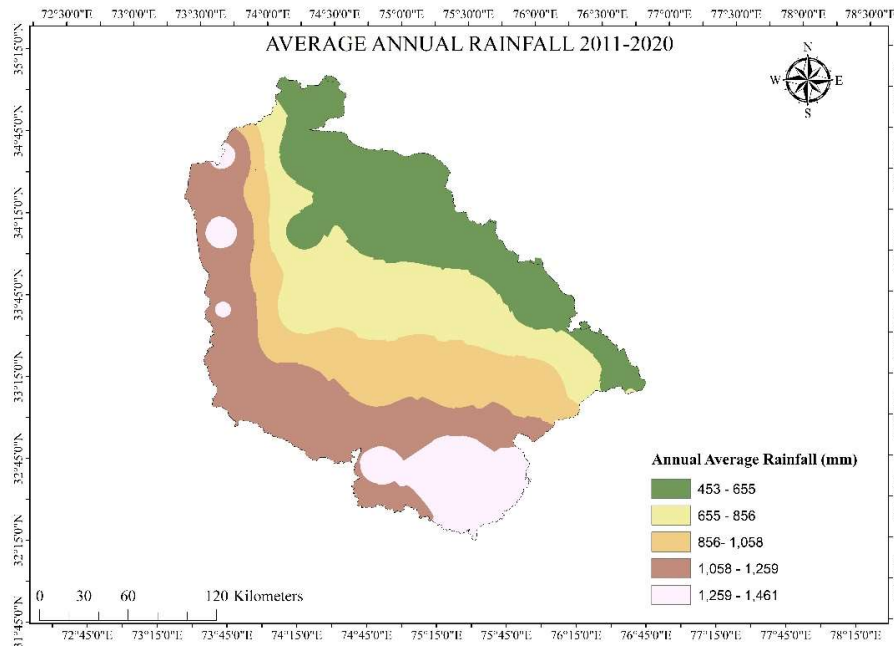 72°30'0"E 73°0'0"E 73°30'0"E 74°0'0"E 74°30'0"E 75°0'0"E 75°30'0"E 76°0'0"E 76°30'0"E 77°0'0"E 77°30'0"E 78°0'0"E 78°30'0"E
AVERAGE ANNUAL RAINFALL 2011-2020
N
W E
S
35°15'0"N
34°45'0"N
34°15'0"N
33°45'0"N
33°15'0"N
32°45'0"N
32°15'0"N
31°45'0"N
Annual Average Rainfall (mm)
453 - 655
655 - 856
856- 1,058
1,058 - 1,259
1,259 - 1,461
0 30 60 120 Kilometers
72°45'0"E 73°15'0"E 73°45'0"E 74°15'0"E 74°45'0"E 75°15'0"E 75°45'0"E 76°15'0"E 76°45'0"E 77°15'0"E 77°45'0"E 78°15'0"E